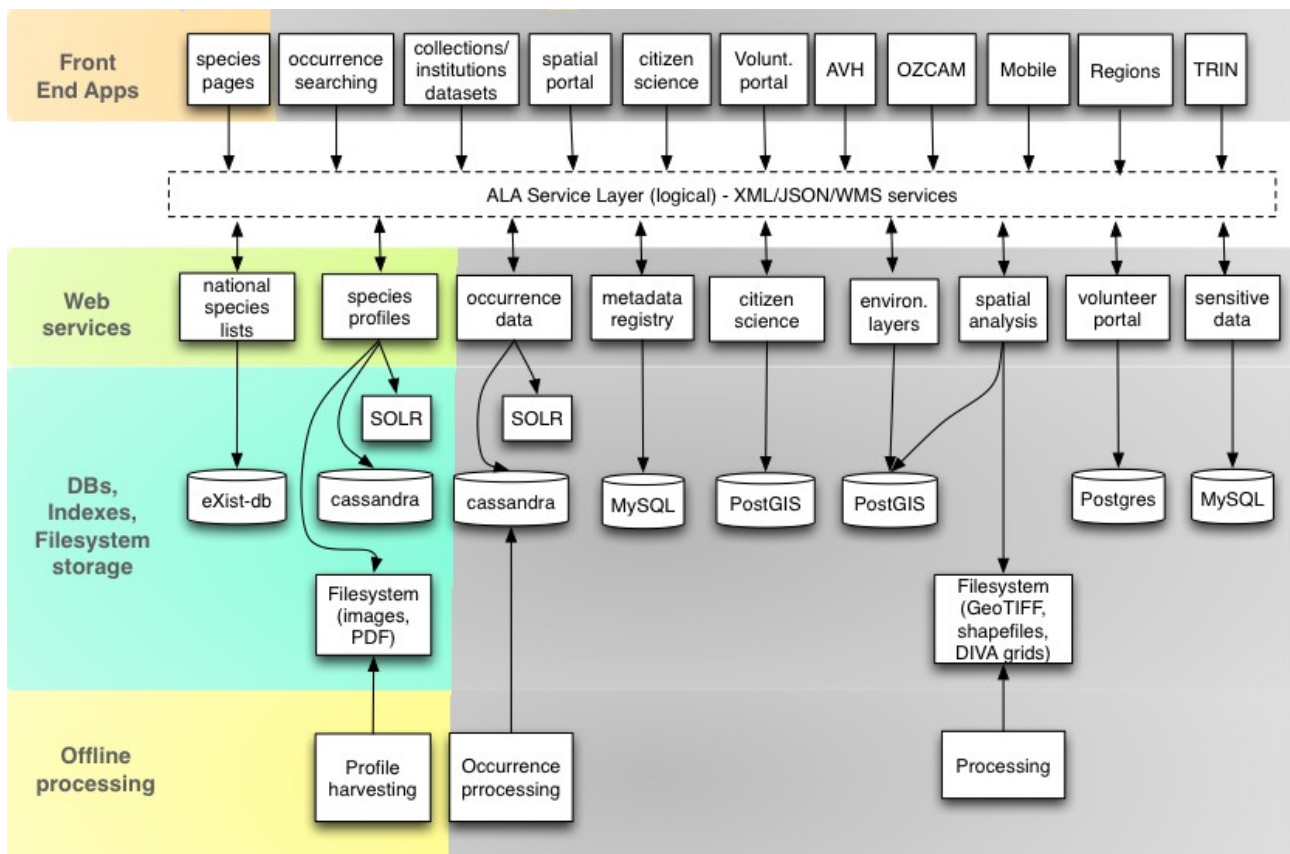 Front
End Apps
species
pages
occurrence
searching
collections/
institutions
datasets
spatial
portal
citizen
science
Volunt.
portal
AVH
OZCAM
Mobile
Regions
TRIN
ALA Service Layer (logical) - XML/JSON/WMS services
Web
services
national
species
lists
species
profiles
occurrence
data
metadata
registry
citizen
science
environ.
layers
spatial
analysis
volunteer
portal
sensitive
data
DBs,
Indexes,
Filesystem
storage
SOLR
SOLR
eXist-db
cassandra
cassandra
MySQL
PostGIS
PostGIS
Postgres
MySQL
Filesystem
(images,
PDF)
Filesystem
(GeoTIFF,
shapefiles,
DIVA grids)
Offline
processing
Profile
harvesting
Occurrence
prrocessing
Processing